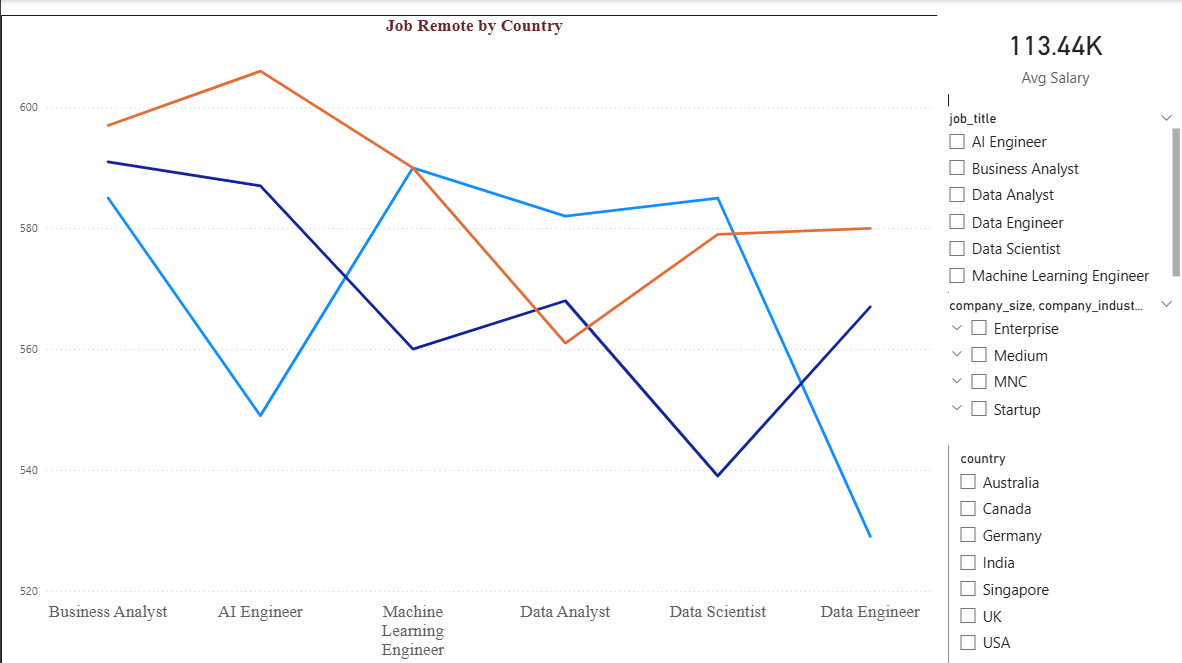 Job Remote by Country
600
580
560
540
520
Business Analyst
AI Engineer
Machine
Learning
Engineer
Data Analyst
Data Scientist
Data Engineer
113.44K
Avg Salary
job_title
AI Engineer
Business Analyst
Data Analyst
Data Engineer
Data Scientist
Machine Learning Engineer
company_size, company_indust...
Enterprise
Medium
MNC
Startup
country
Australia
Canada
Germany
India
Singapore
UK
USA